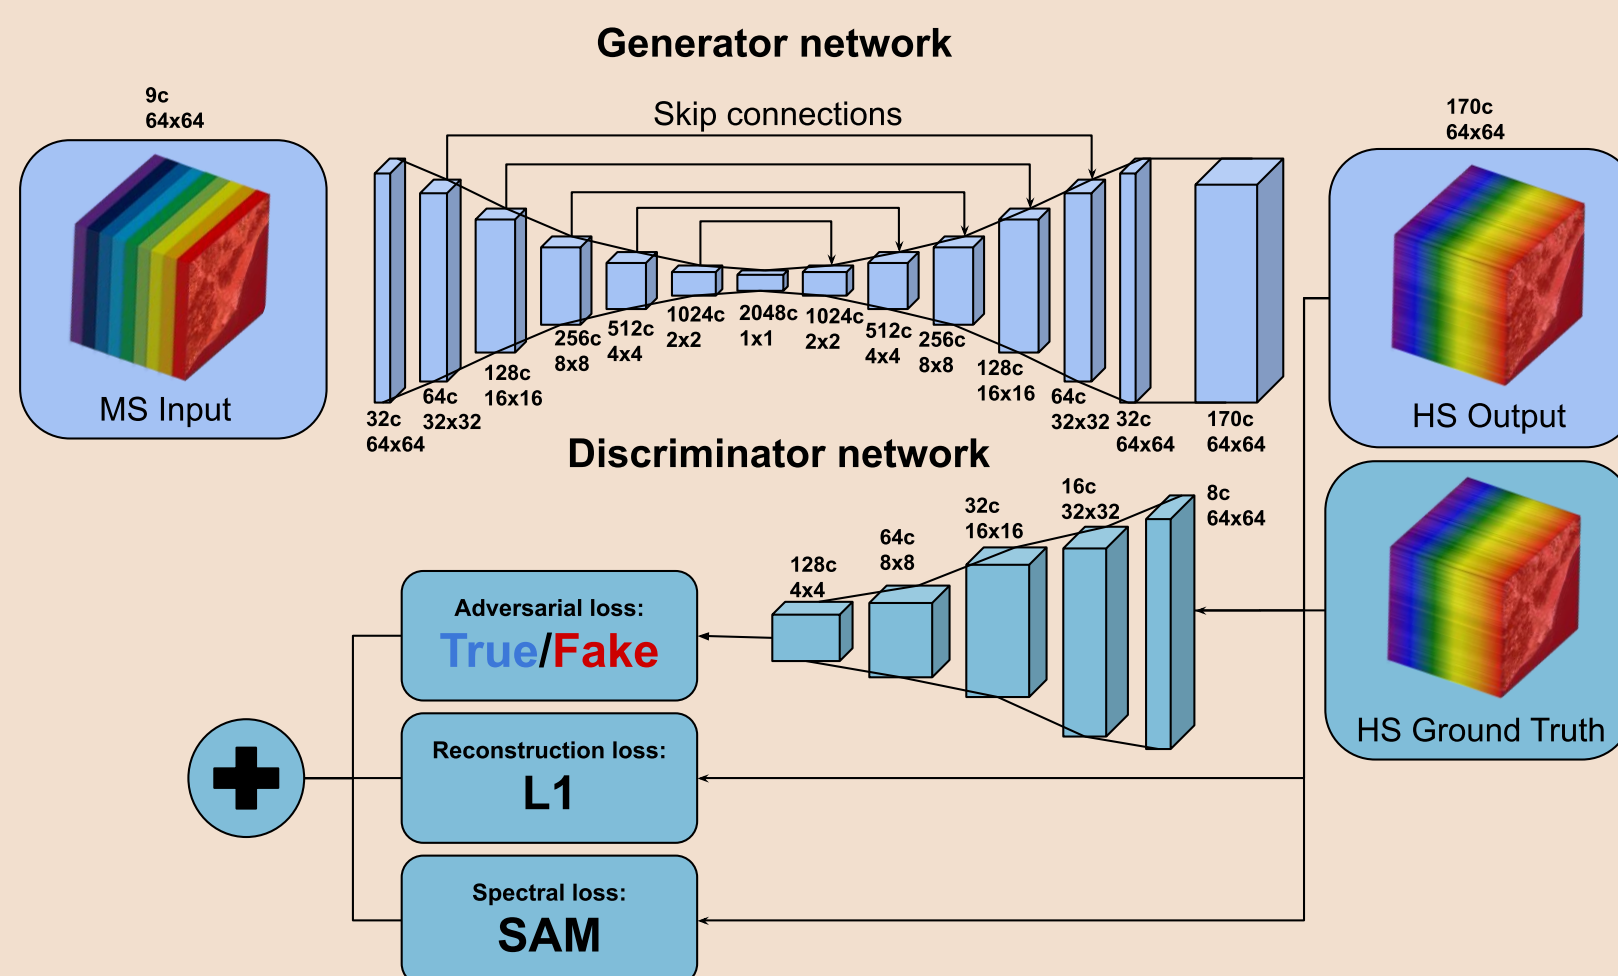 Generator network
Skip connections
9c
64x64
MS Input
32c
64x64
64c
32x32
128c
16x16
256c
8x8
512c
4x4
1024c
2x2
2048c
1x1
1024c
2x2
512c
4x4
256c
8x8
128c
16x16
64c
32x32
32c
64x64
170c
64x64
170c
64x64
HS Output
Discriminator network
128c
4x4
64c
8x8
32c
16x16
16c
32x32
8c
64x64
HS Ground Truth
Adversarial loss:
True/Fake
Reconstruction loss:
L1
Spectral loss:
SAM